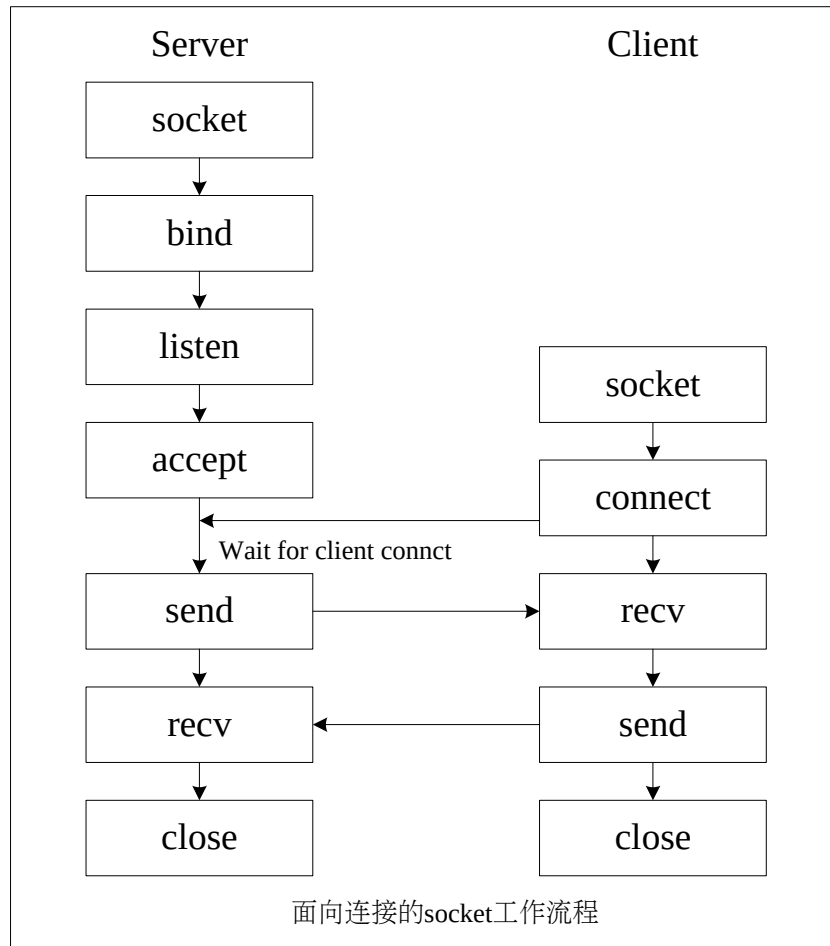 Server
Client
socket
bind
listen
socket
accept
connect
Wait for client connct
send
recv
recv
send
close
close
面向连接的socket工作流程